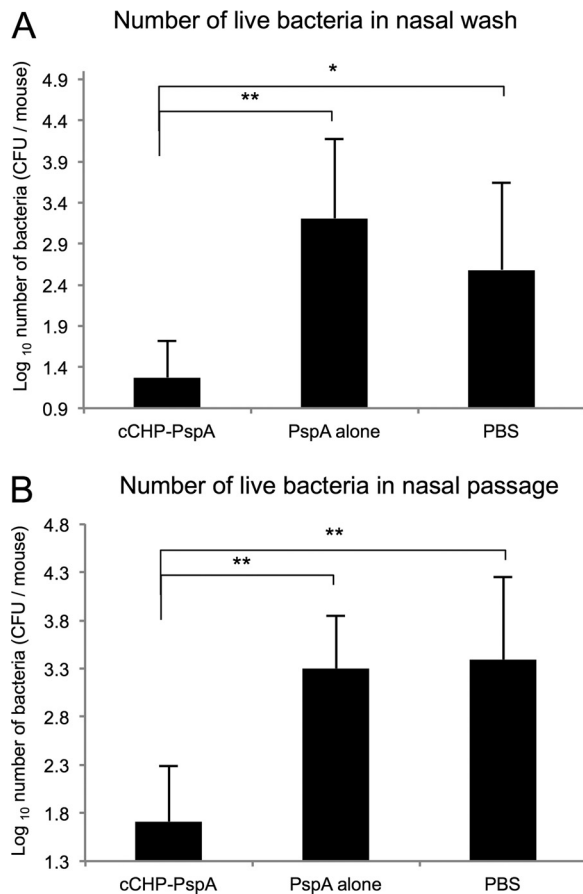 A
Number of live bacteria in nasal wash
Log 10 number of bacteria (CFU / mouse)
4.9
4.4
3.9
3.4
2.9
2.4
1.9
1.4
0.9
*
**
cCHP-PspA PspA alone PBS
B
Number of live bacteria in nasal passage
Log 10 number of bacteria (CFU / mouse)
4.8
4.3
3.8
3.3
2.8
2.3
1.8
1.3
**
**
cCHP-PspA PspA alone PBS